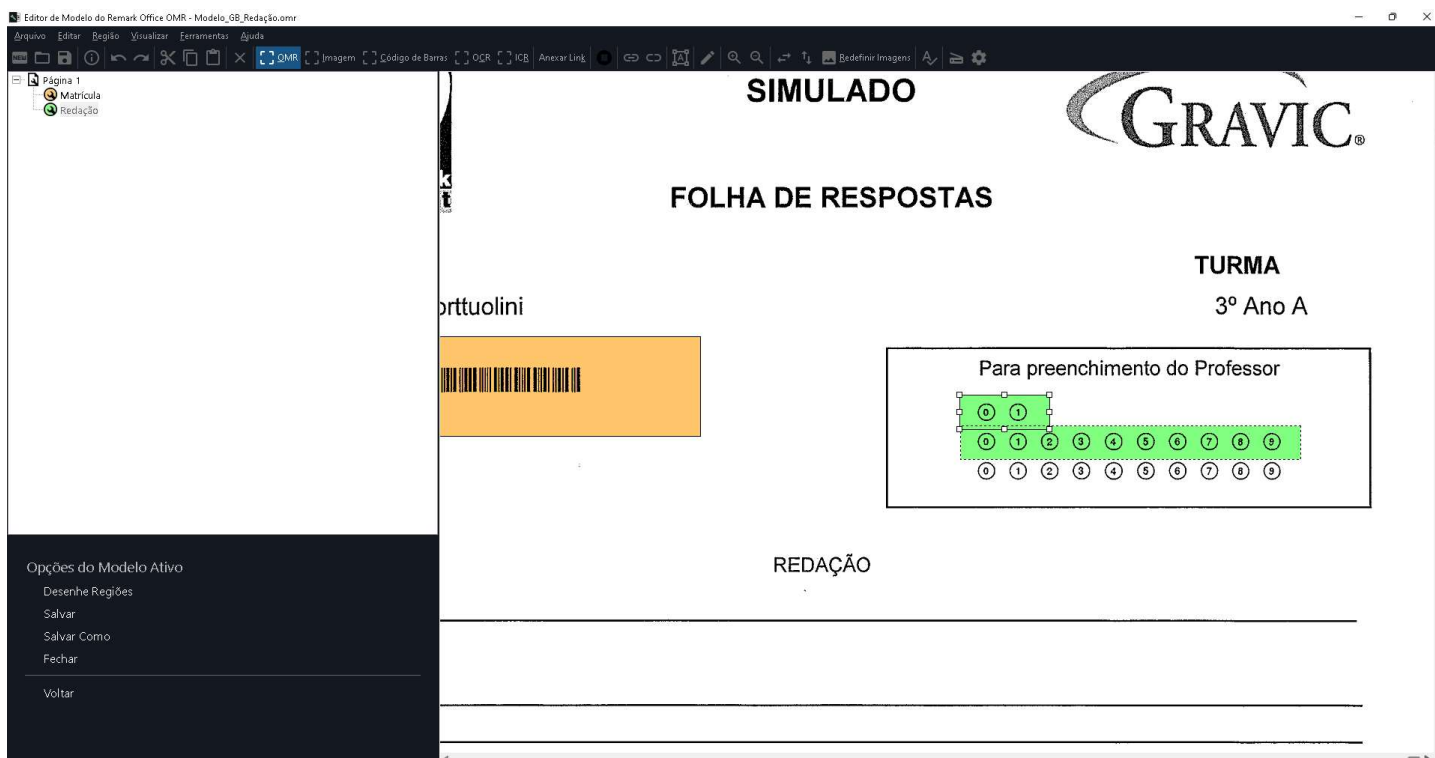 Editor de Modelo do Remark Office OMR - Modelo_GB_Redação.omr
Arquivo Editar Região Visualizar Ferramentas Ajuda
NEW OMR Imagem Código de Barras OCR ICR Anexar Link A Redefinir Imagens A
Página 1
Matrícula
Redação
SIMULADO
GRAVIC®
k
t
FOLHA DE RESPOSTAS
TURMA
orttuolini
3º Ano A
Para preenchimento do Professor
0 1
0 1 2 3 4 5 6 7 8 9
0 1 2 3 4 5 6 7 8 9
REDAÇÃO
Opções do Modelo Ativo
Desenhe Regiões
Salvar
Salvar Como
Fechar
Voltar